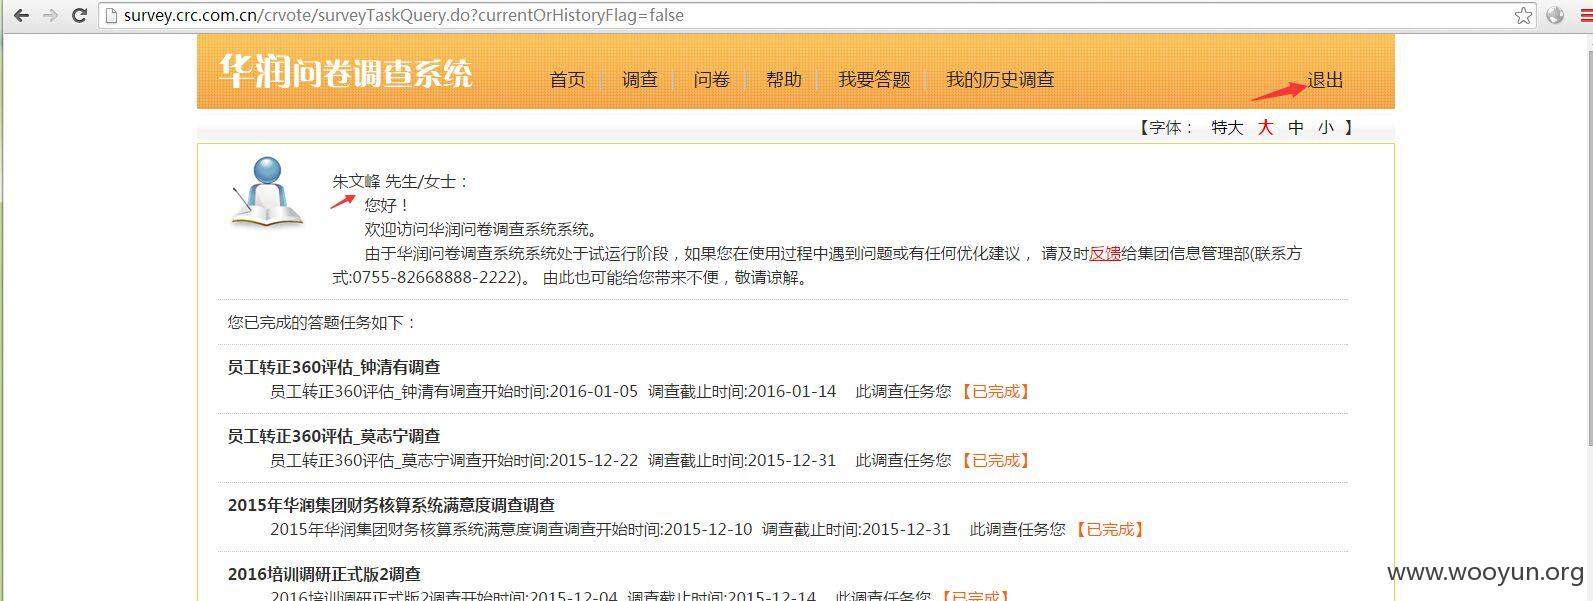 survey.crc.com.cn/crvote/surveyTaskQuery.do?currentOrHistoryFlag=false
华润问卷调查系统 首页 调查 问卷 帮助 我要答题 我的历史调查 退出
【字体： 特大 大 中 小 】
朱文峰 先生/女士：
您好！
欢迎访问华润问卷调查系统系统。
由于华润问卷调查系统系统处于试运行阶段，如果您在使用过程中遇到问题或有任何优化建议， 请及时反馈给集团信息管理部(联系方
式:0755-82668888-2222)。 由此也可能给您带来不便，敬请谅解。
您已完成的答题任务如下：
员工转正360评估_钟清有调查
员工转正360评估_钟清有调查开始时间:2016-01-05 调查截止时间:2016-01-14 此调查任务您 【已完成】
员工转正360评估_莫志宁调查
员工转正360评估_莫志宁调查开始时间:2015-12-22 调查截止时间:2015-12-31 此调查任务您 【已完成】
2015年华润集团财务核算系统满意度调查调查
2015年华润集团财务核算系统满意度调查调查开始时间:2015-12-10 调查截止时间:2015-12-31 此调查任务您 【已完成】
2016培训调研正式版2调查
2016培训调研正式版2调查开始时间:2015-12-04 调查截止时间:2015-12-14 此调查任务您 【已完成】
www.wooyun.org